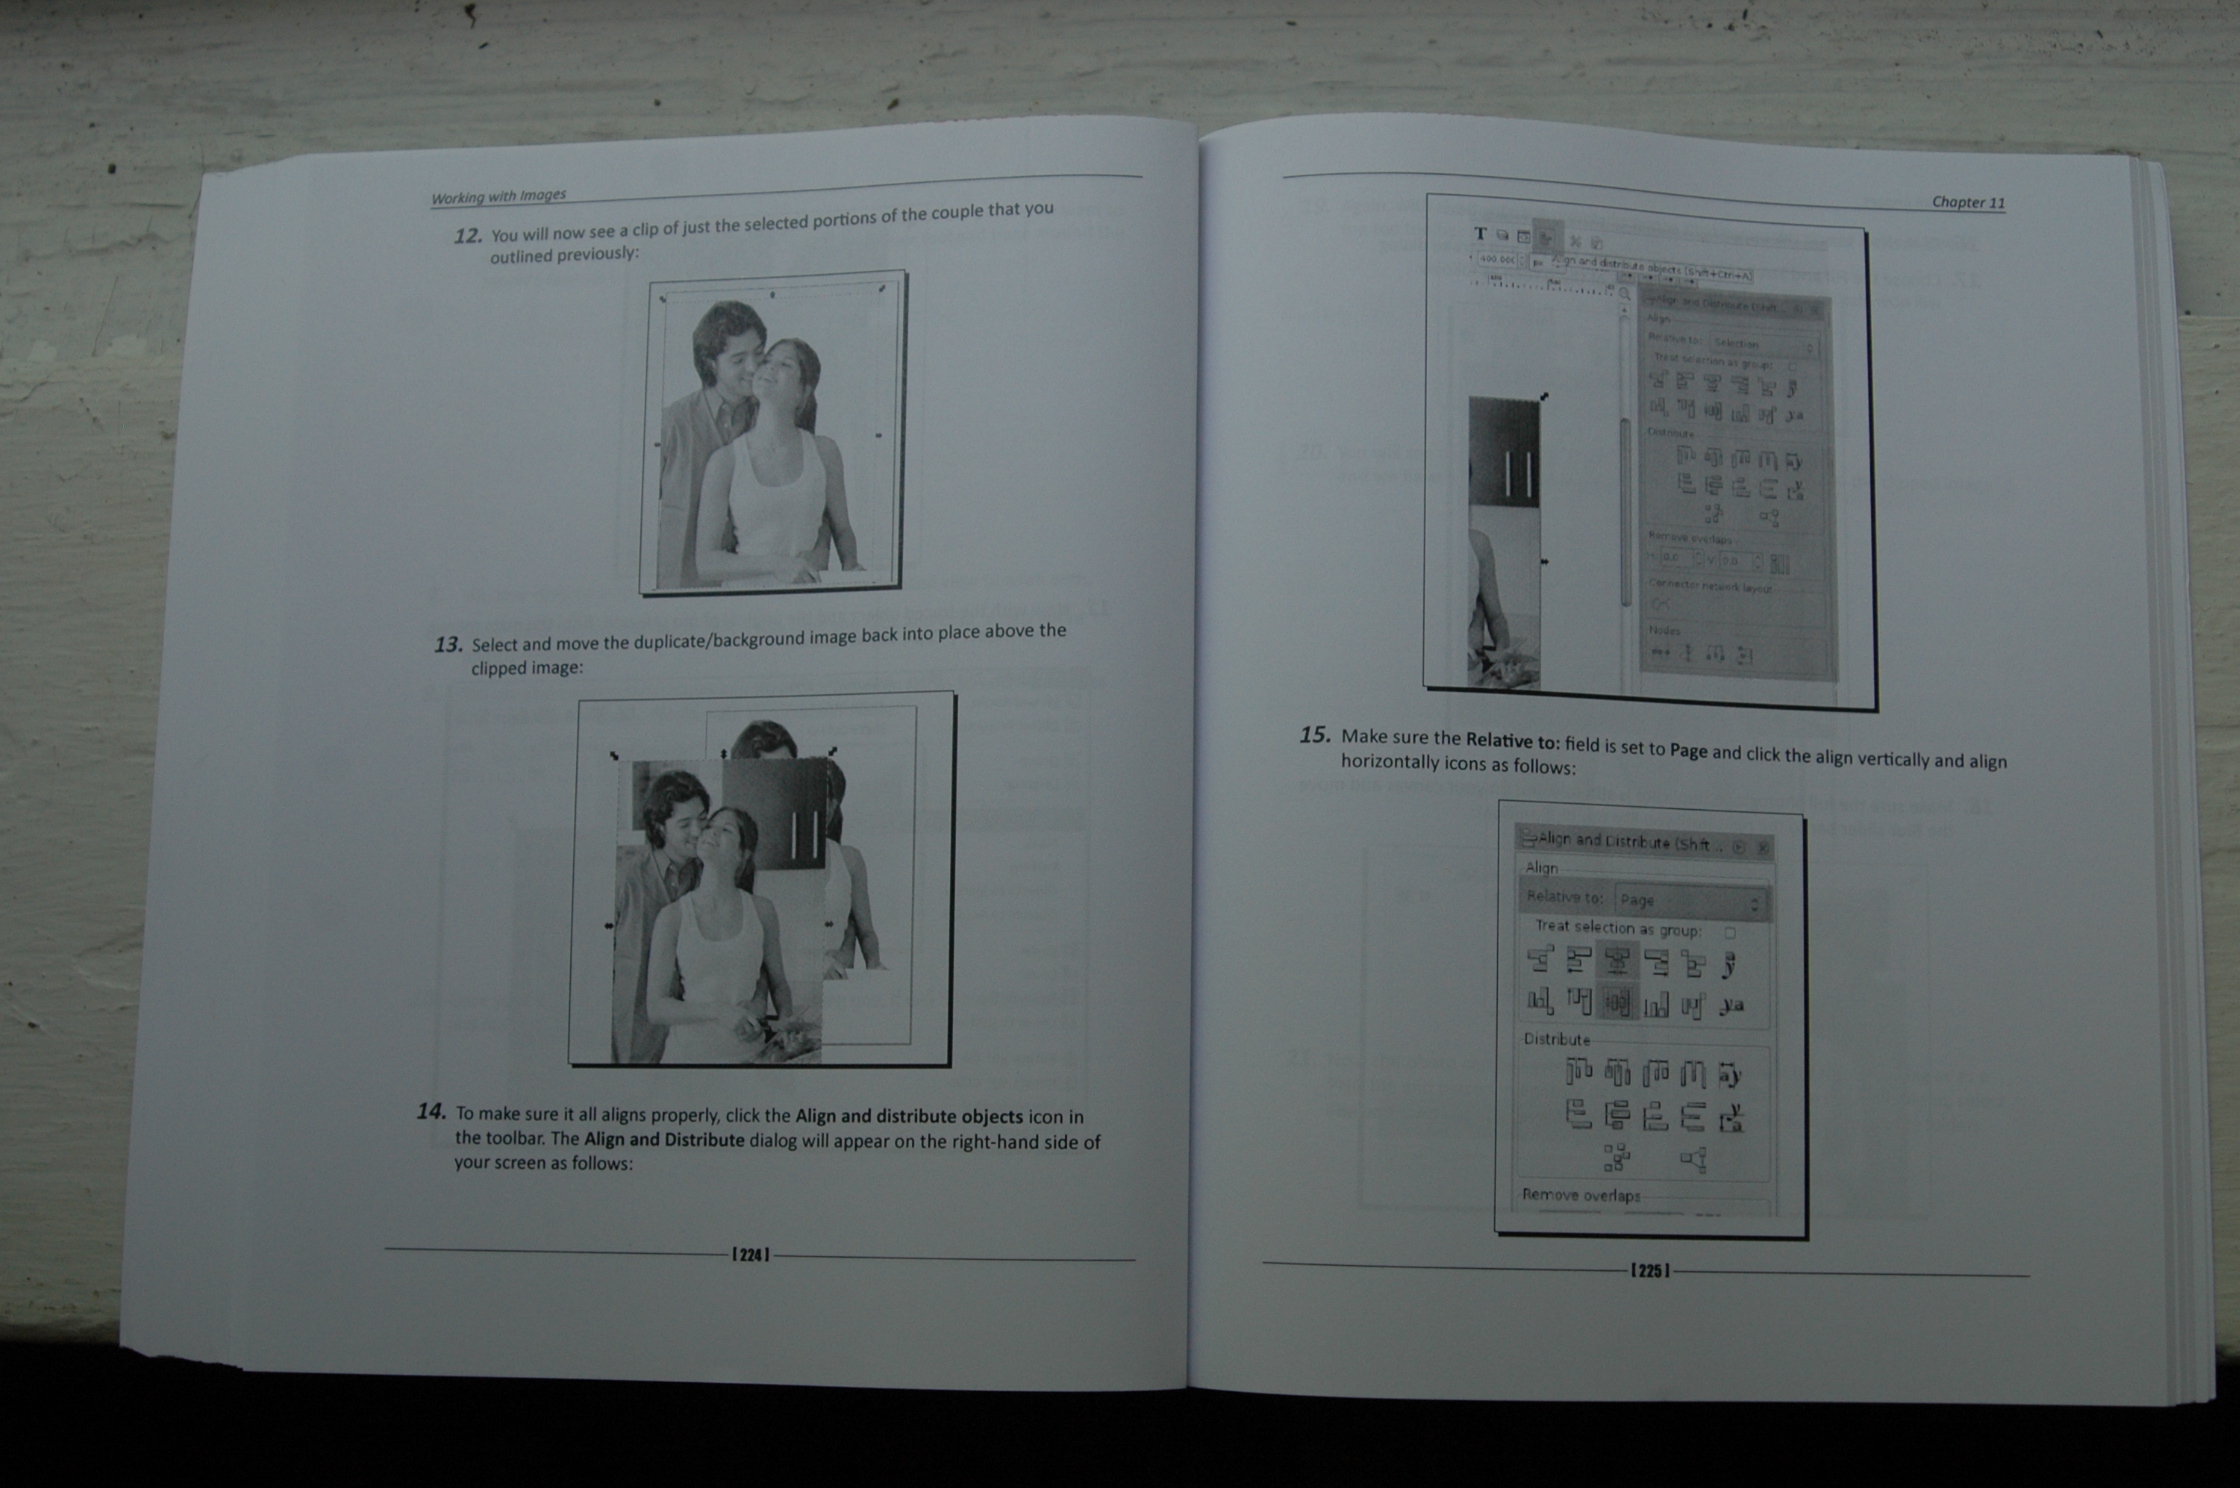 Working with Images
12. You will now see a clip of just the selected portions of the couple that you
outlined previously:
13. Select and move the duplicate/background image back into place above the
clipped image:
14. To make sure it all aligns properly, click the Align and distribute objects icon in
the toolbar. The Align and Distribute dialog will appear on the right-hand side of
your screen as follows:
[ 224 ]
Chapter 11
T
400.000 px Align and distribute objects (Shift+Ctrl+A)
Align and Distribute (Shift ...
Align
Relative to: Selection
Treat selection as group:
Distribute
Remove overlaps
H: 0.0 V: 0.0
Connector network layout
Nodes
15. Make sure the Relative to: field is set to Page and click the align vertically and align
horizontally icons as follows:
Align and Distribute (Shift ...
Align
Relative to: Page
Treat selection as group:
Distribute
Remove overlaps
[ 225 ]